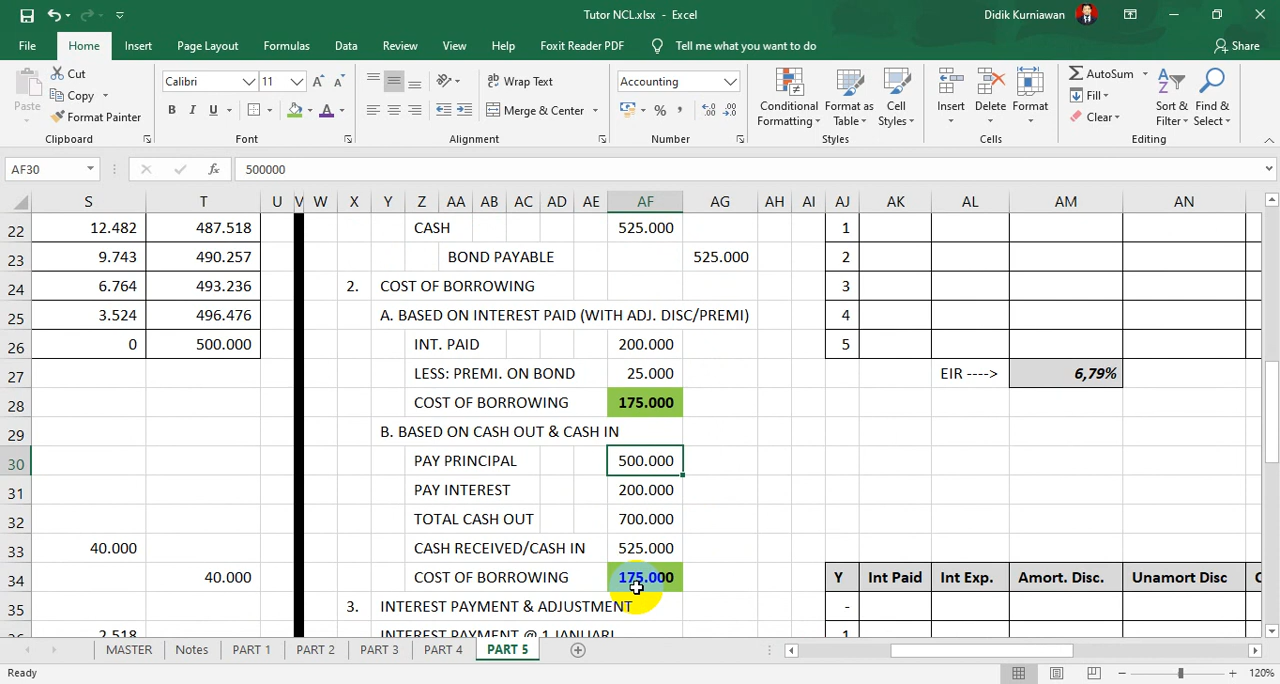 Tutor NCL.xlsx - Excel
Didik Kurniawan
File Home Insert Page Layout Formulas Data Review View Help Foxit Reader PDF Tell me what you want to do Share
Paste
Cut
Copy
Format Painter
Clipboard
Calibri 11
B I U
Font
Wrap Text
Merge & Center
Alignment
Accounting
Number
Conditional Formatting
Format as Table
Cell Styles
Styles
Insert
Delete
Format
Cells
AutoSum
Fill
Clear
Sort & Filter
Find & Select
Editing
AF30 fx 500000
S T U V W X Y Z AA AB AC AD AE AF AG AH AI AJ AK AL AM AN
22 12.482 487.518 CASH 525.000 1
23 9.743 490.257 BOND PAYABLE 525.000 2
24 6.764 493.236 2. COST OF BORROWING 3
25 3.524 496.476 A. BASED ON INTEREST PAID (WITH ADJ. DISC/PREMI) 4
26 0 500.000 INT. PAID 200.000 5
27 LESS: PREMI. ON BOND 25.000 EIR ----> 6,79%
28 COST OF BORROWING 175.000
29 B. BASED ON CASH OUT & CASH IN
30 PAY PRINCIPAL 500.000
31 PAY INTEREST 200.000
32 TOTAL CASH OUT 700.000
33 40.000 CASH RECEIVED/CASH IN 525.000
34 40.000 COST OF BORROWING 175.000 Y Int Paid Int Exp. Amort. Disc. Unamort Disc
35 3. INTEREST PAYMENT & ADJUSTMENT -
36 2.518 INTEREST PAYMENT @ 1 JANUARI 1
MASTER Notes PART 1 PART 2 PART 3 PART 4 PART 5
Ready 120%